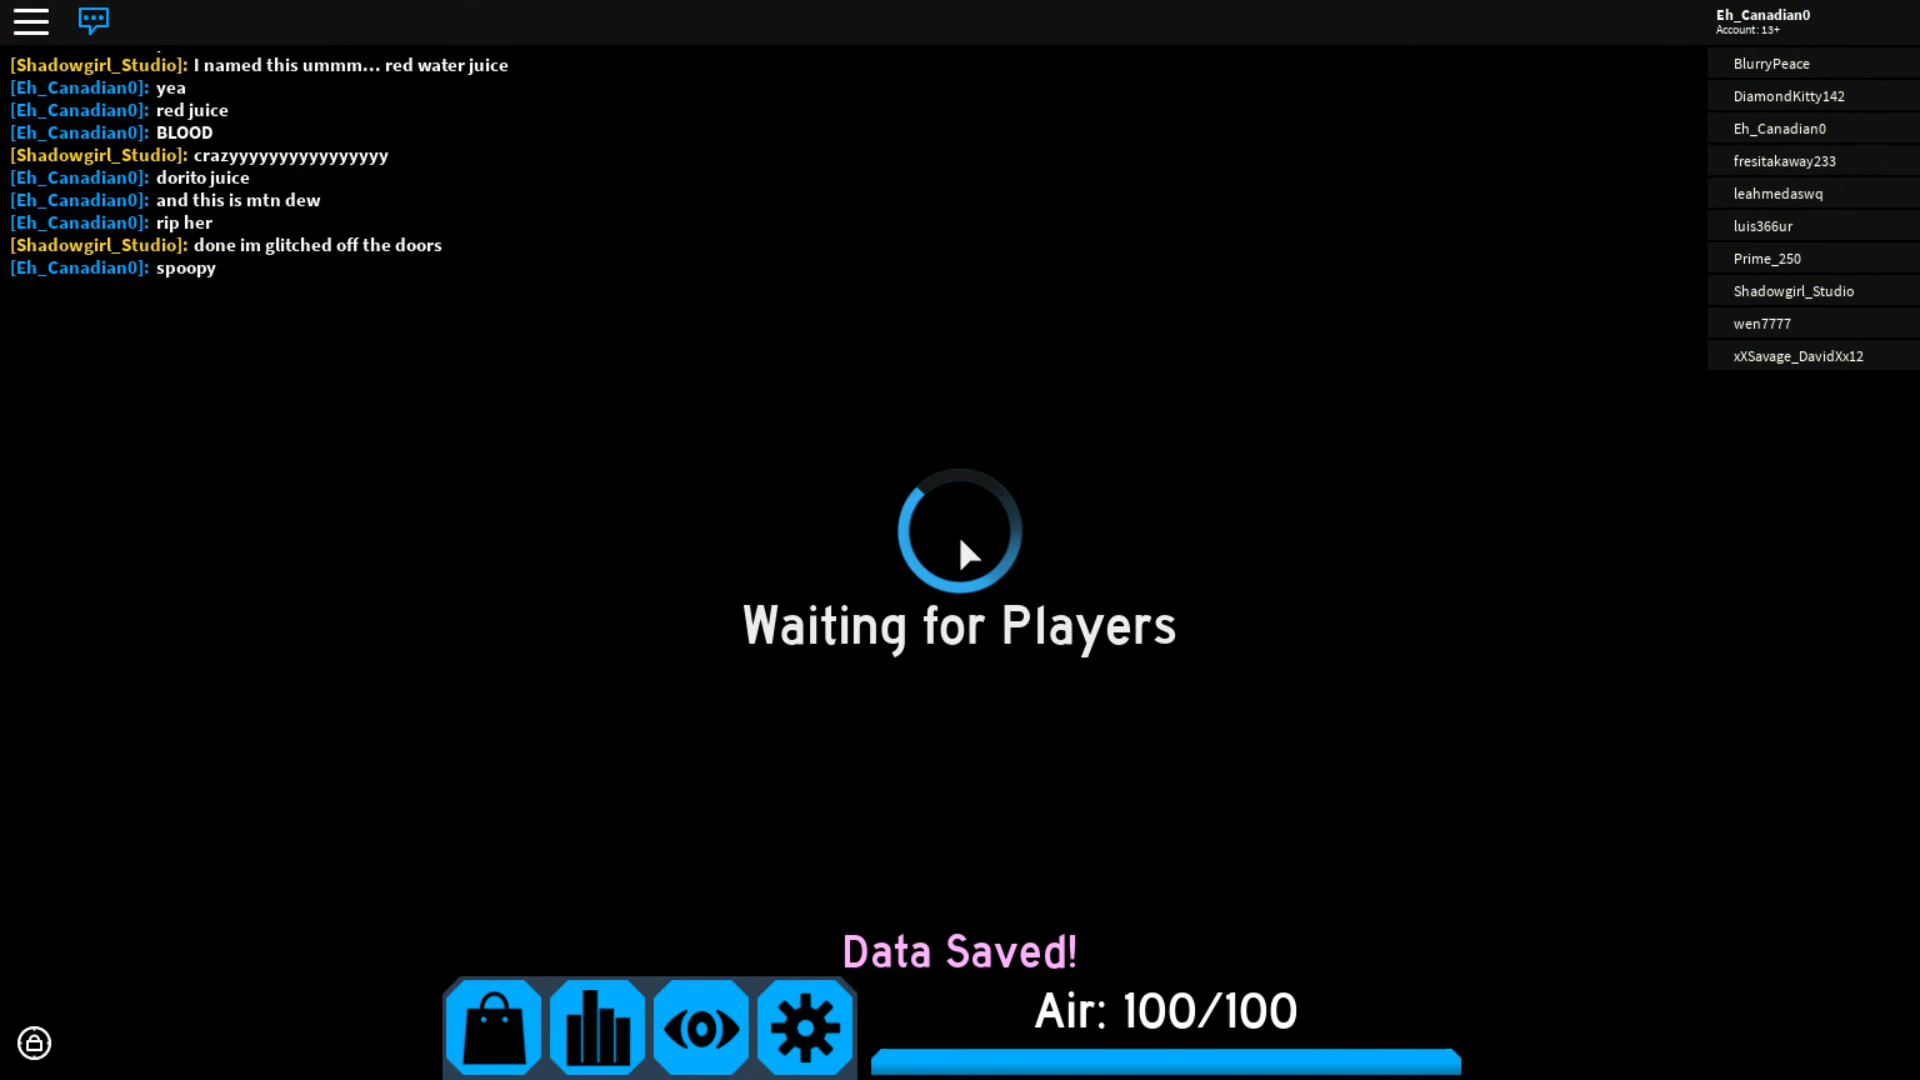 [Shadowgirl_Studio]: I named this ummm... red water juice
[Eh_Canadian0]: yea
[Eh_Canadian0]: red juice
[Eh_Canadian0]: BLOOD
[Shadowgirl_Studio]: crazyyyyyyyyyyyyyyyy
[Eh_Canadian0]: dorito juice
[Eh_Canadian0]: and this is mtn dew
[Eh_Canadian0]: rip her
[Shadowgirl_Studio]: done im glitched off the doors
[Eh_Canadian0]: spoopy
Eh_Canadian0
Account: 13+
BlurryPeace
DiamondKitty142
Eh_Canadian0
fresitakaway233
leahmedaswq
luis366ur
Prime_250
Shadowgirl_Studio
wen7777
xXSavage_DavidXx12
Waiting for Players
Data Saved!
Air: 100/100